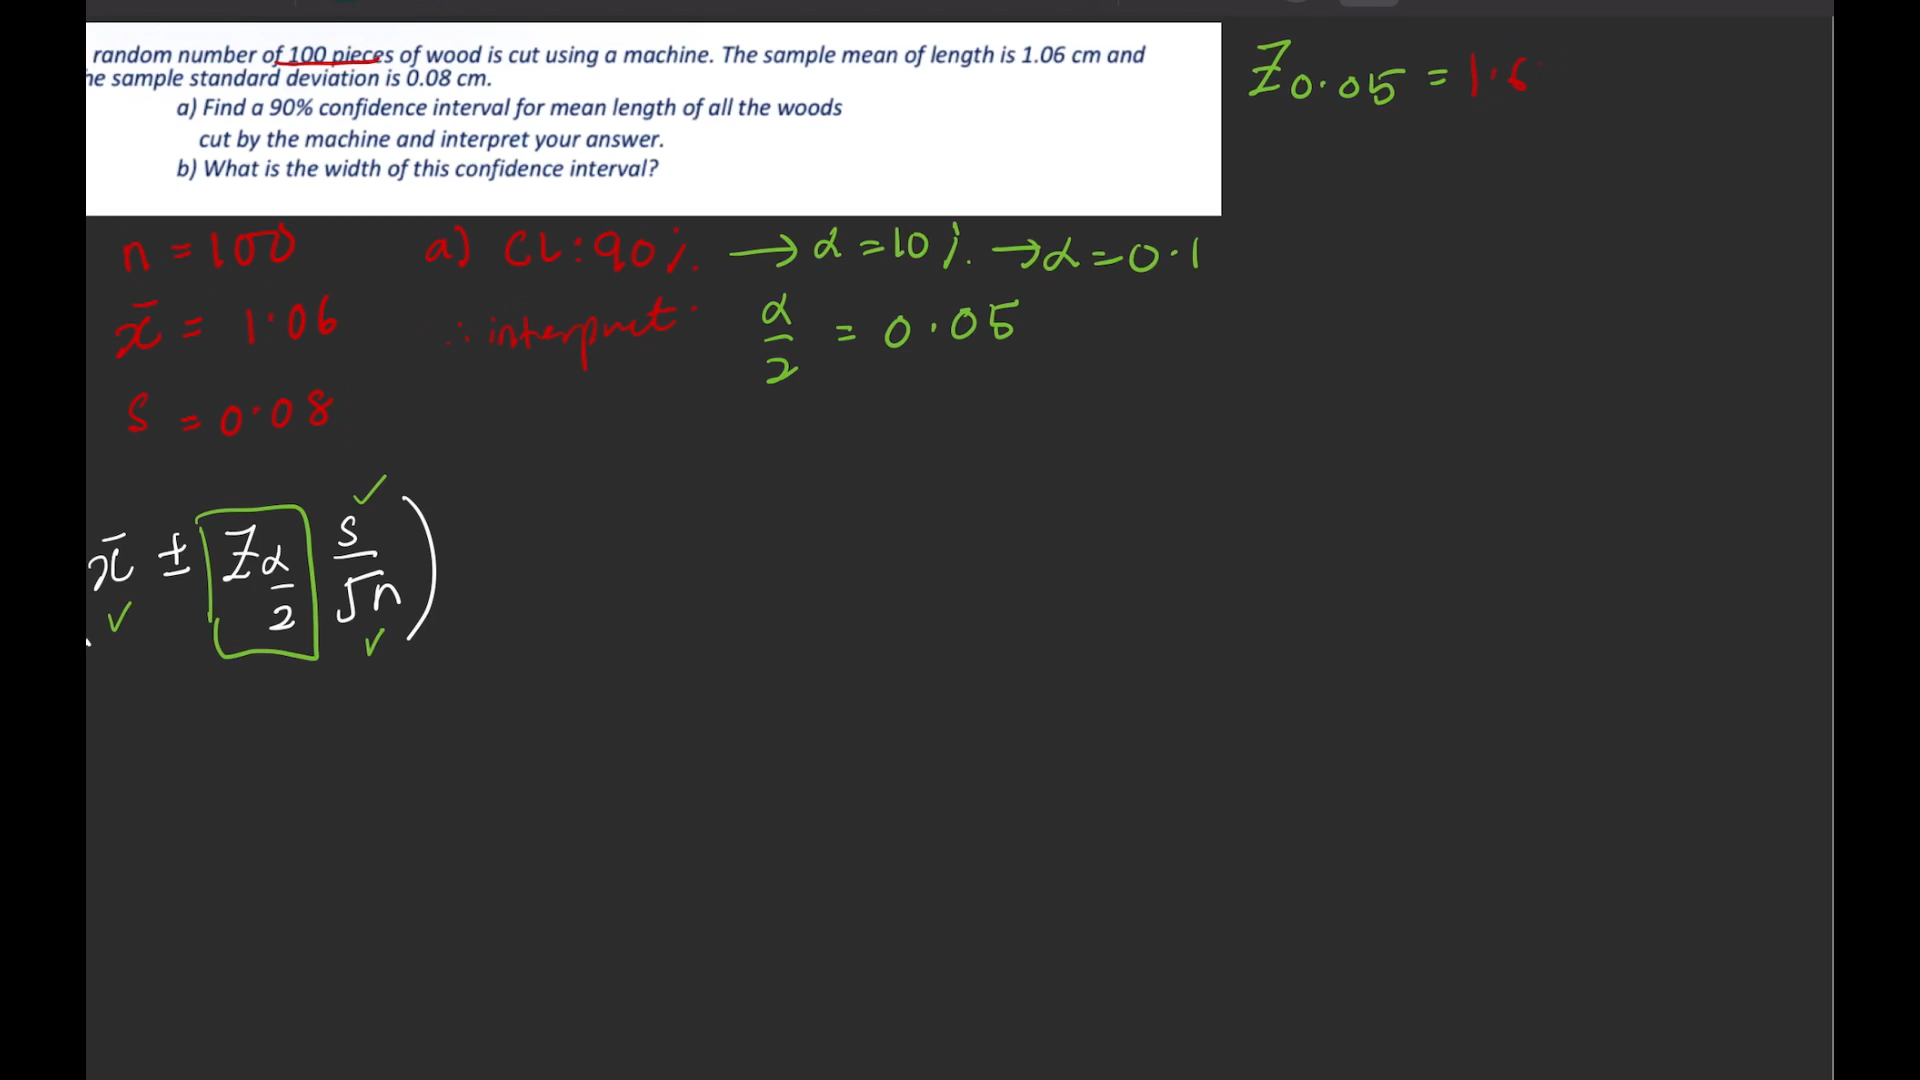 random number of 100 pieces of wood is cut using a machine. The sample mean of length is 1.06 cm and
he sample standard deviation is 0.08 cm.
a) Find a 90% confidence interval for mean length of all the woods
cut by the machine and interpret your answer.
b) What is the width of this confidence interval?
Z0.05 = 1.6
n = 100
a) CL: 90%. → α = 10%. → α = 0.1
x̄ = 1.06
∴ interpret.
α/2 = 0.05
S = 0.08
x̄ ± Zα/2 s/√n)